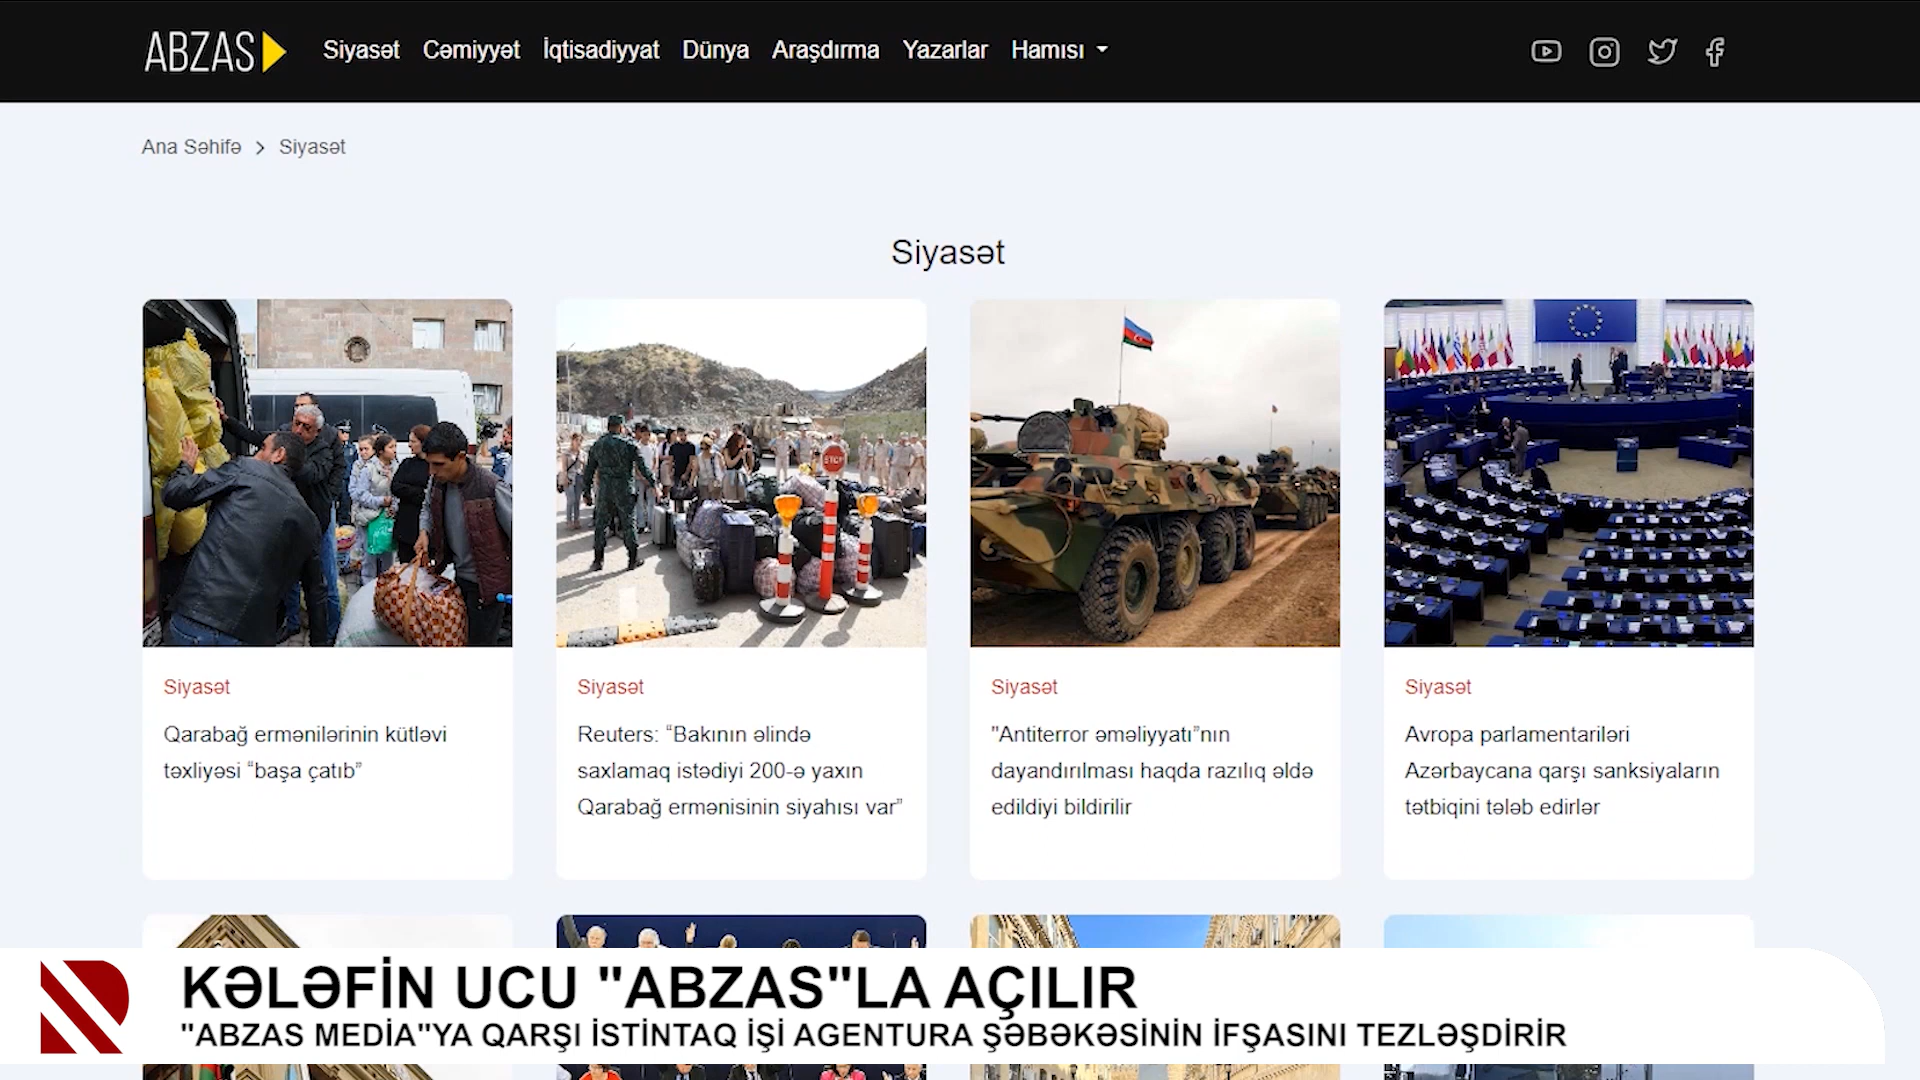 ABZAS Siyasət Cəmiyyət İqtisadiyyat Dünya Araşdırma Yazarlar Hamısı
Ana Səhifə > Siyasət
Siyasət
STOP
Siyasət
Qarabağ ermənilərinin kütləvi
təxliyəsi “başa çatıb”
Siyasət
Reuters: “Bakının əlində
saxlamaq istədiyi 200-ə yaxın
Qarabağ ermənisinin siyahısı var”
Siyasət
"Antiterror əməliyyatı”nın
dayandırılması haqda razılıq əldə
edildiyi bildirilir
Siyasət
Avropa parlamentariləri
Azərbaycana qarşı sanksiyaların
tətbiqini tələb edirlər
KƏLƏFİN UCU "ABZAS"LA AÇILIR
"ABZAS MEDİA"YA QARŞI İSTİNTAQ İŞİ AGENTURA ŞƏBƏKƏSİNİN İFŞASINI TEZLƏŞDİRİR